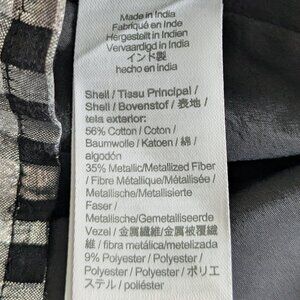 Made in India
Fabriqué en Inde
Hergestellt in Indien
Vervaardigd in India
インド製
hecho en india
Shell / Tissu Principal /
Shell / Bovenstof / 表地 /
tela exterior:
56% Cotton / Coton /
Baumwolle / Katoen / 綿 /
algodón
35% Metallic/Metallized Fiber
/ Fibre Métallique/Métallisée /
Metallische/Metallisierte
Faser /
Metallische/Gemetalliseerde
Vezel / 金属繊維/金属被覆繊
維 / fibra metálica/metelizada
9% Polyester / Polyester /
Polyester / Polyester / ポリエ
ステル / poliéster